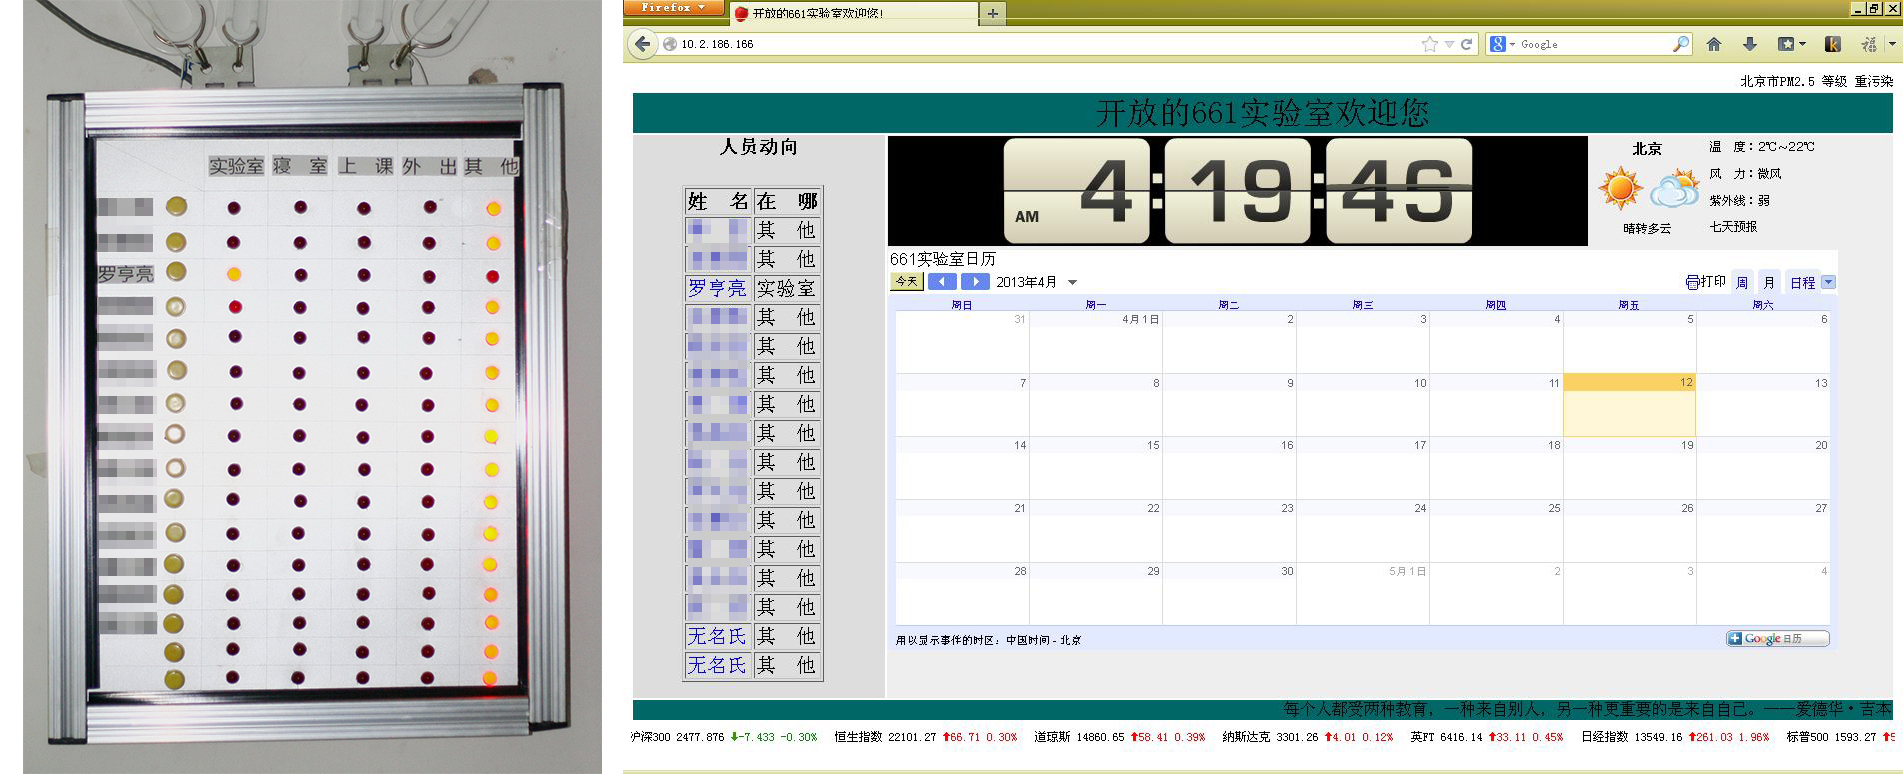 实验室 寝 室 上 课 外 出 其 他
罗亨亮
Firefox
开放的661实验室欢迎您!
10.2.186.166
Google
北京市PM2.5 等级 重污染
开放的661实验室欢迎您
人员动向
姓 名 在 哪
其 他
其 他
罗亨亮 实验室
其 他
其 他
其 他
其 他
其 他
其 他
其 他
其 他
其 他
其 他
其 他
无名氏 其 他
无名氏 其 他
AM 4:19:46
北京
晴转多云
温 度：2℃～22℃
风 力：微风
紫外线：弱
七天预报
661实验室日历
今天 2013年4月 打印 周 月 日程
周日 周一 周二 周三 周四 周五 周六
31 4月1日 2 3 4 5 6
7 8 9 10 11 12 13
14 15 16 17 18 19 20
21 22 23 24 25 26 27
28 29 30 5月1日 2 3 4
用以显示事件的时区：中国时间 - 北京
Google 日历
每个人都受两种教育，一种来自别人，另一种更重要的是来自自己。——爱德华·吉本
沪深300 2477.876 ↓-7.433 -0.30% 恒生指数 22101.27 ↑66.71 0.30% 道琼斯 14860.65 ↑58.41 0.39% 纳斯达克 3301.26 ↑4.01 0.12% 英FT 6416.14 ↑33.11 0.45% 日经指数 13549.16 ↑261.03 1.96% 标普500 1593.27